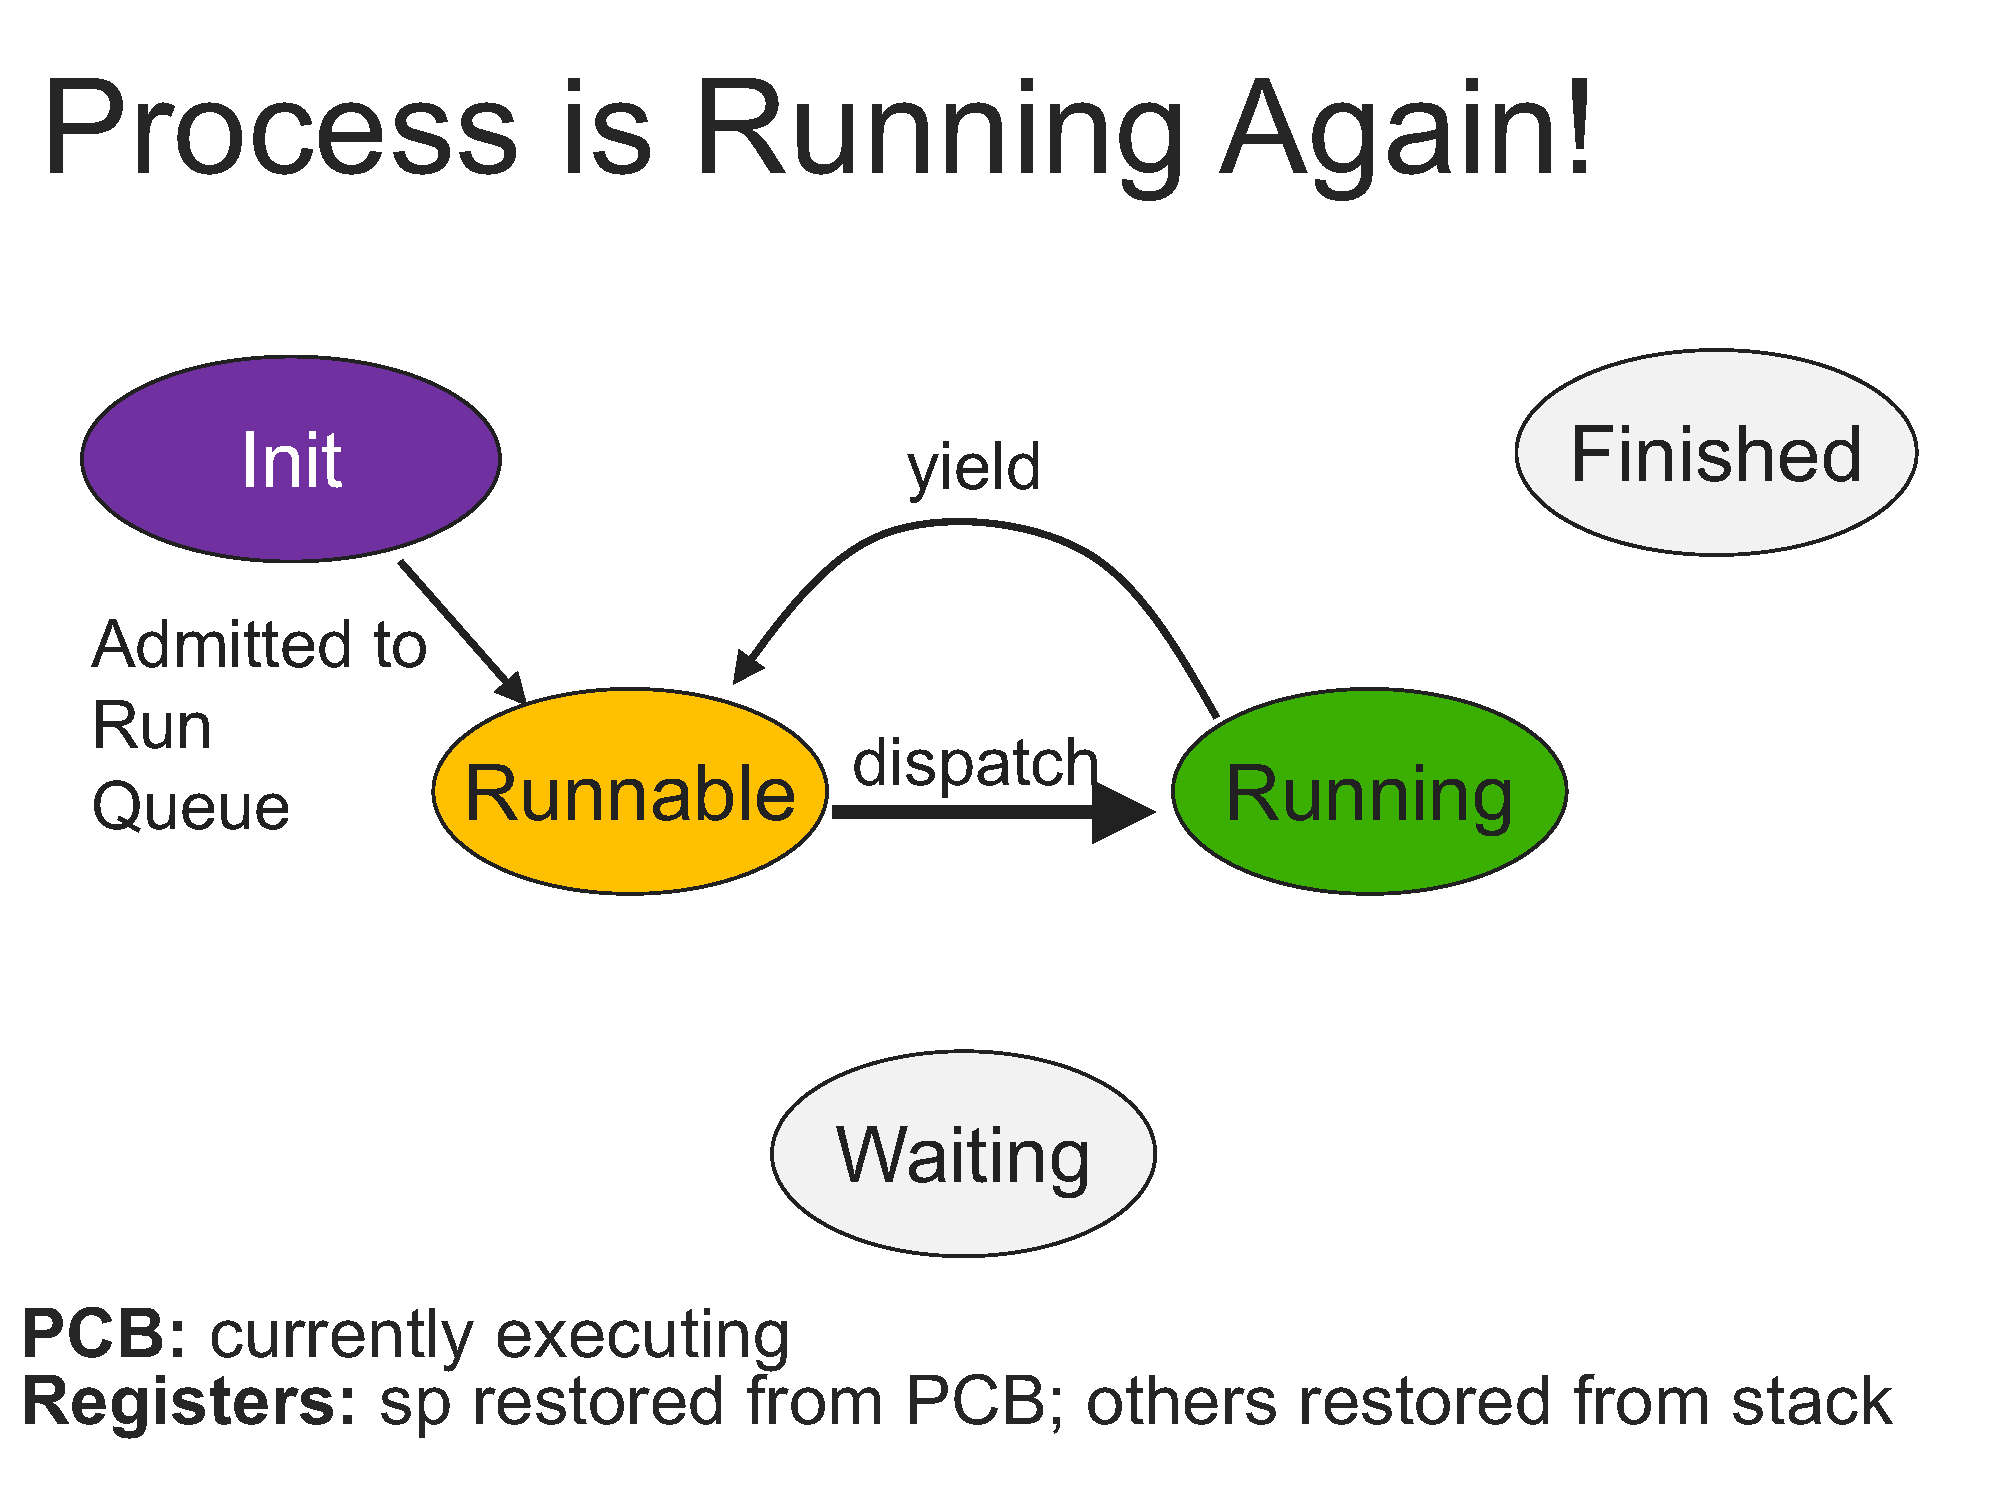 Process is Running Again!
Init
Finished
yield
Admitted to
Run
Queue
dispatch
Runnable
Running
Waiting
PCB: currently executing
Registers: sp restored from PCB; others restored from stack